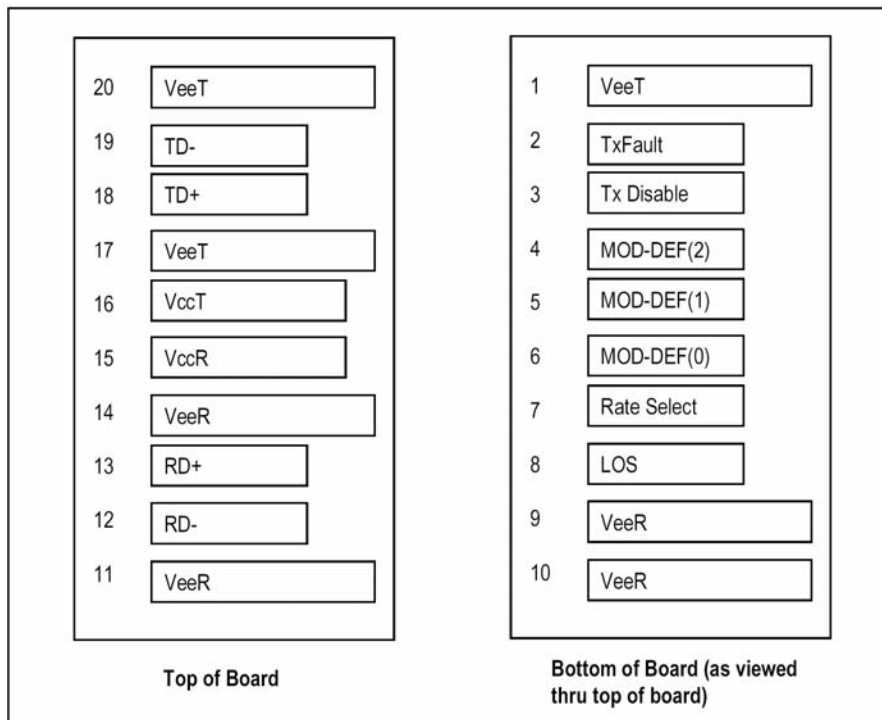 20 VeeT
19 TD-
18 TD+
17 VeeT
16 VccT
15 VccR
14 VeeR
13 RD+
12 RD-
11 VeeR
Top of Board
1 VeeT
2 TxFault
3 Tx Disable
4 MOD-DEF(2)
5 MOD-DEF(1)
6 MOD-DEF(0)
7 Rate Select
8 LOS
9 VeeR
10 VeeR
Bottom of Board (as viewed
thru top of board)